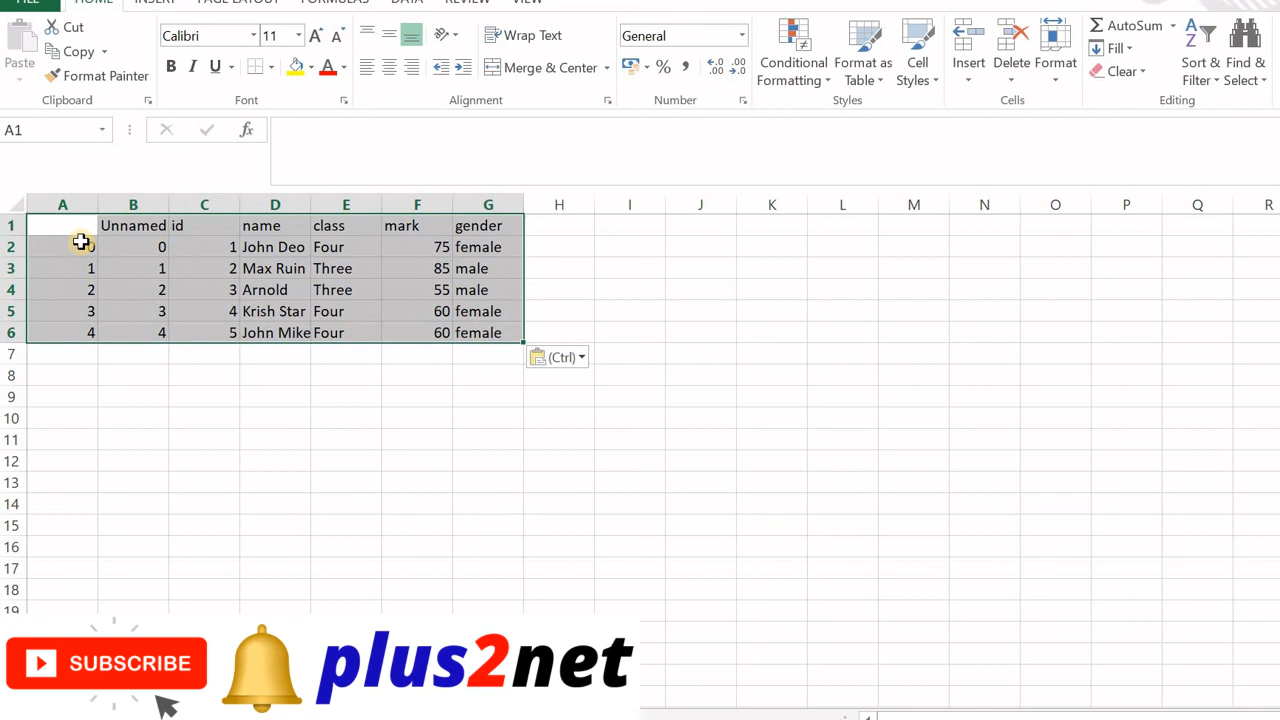 FILE HOME INSERT PAGE LAYOUT FORMULAS DATA REVIEW VIEW
Paste
Cut
Copy
Format Painter
Clipboard
Calibri 11
B I U
Font
Wrap Text
Merge & Center
Alignment
General
Number
Conditional Formatting
Format as Table
Cell Styles
Styles
Insert
Delete
Format
Cells
AutoSum
Fill
Clear
Sort & Filter
Find & Select
Editing
A1 fx
A B C D E F G H I J K L M N O P Q R
1 Unnamed id name class mark gender
2 0 0 1 John Deo Four 75 female
3 1 1 2 Max Ruin Three 85 male
4 2 2 3 Arnold Three 55 male
5 3 3 4 Krish Star Four 60 female
6 4 4 5 John Mike Four 60 female
7
(Ctrl)
8
9
10
11
12
13
14
15
16
17
18
19
SUBSCRIBE
plus2net